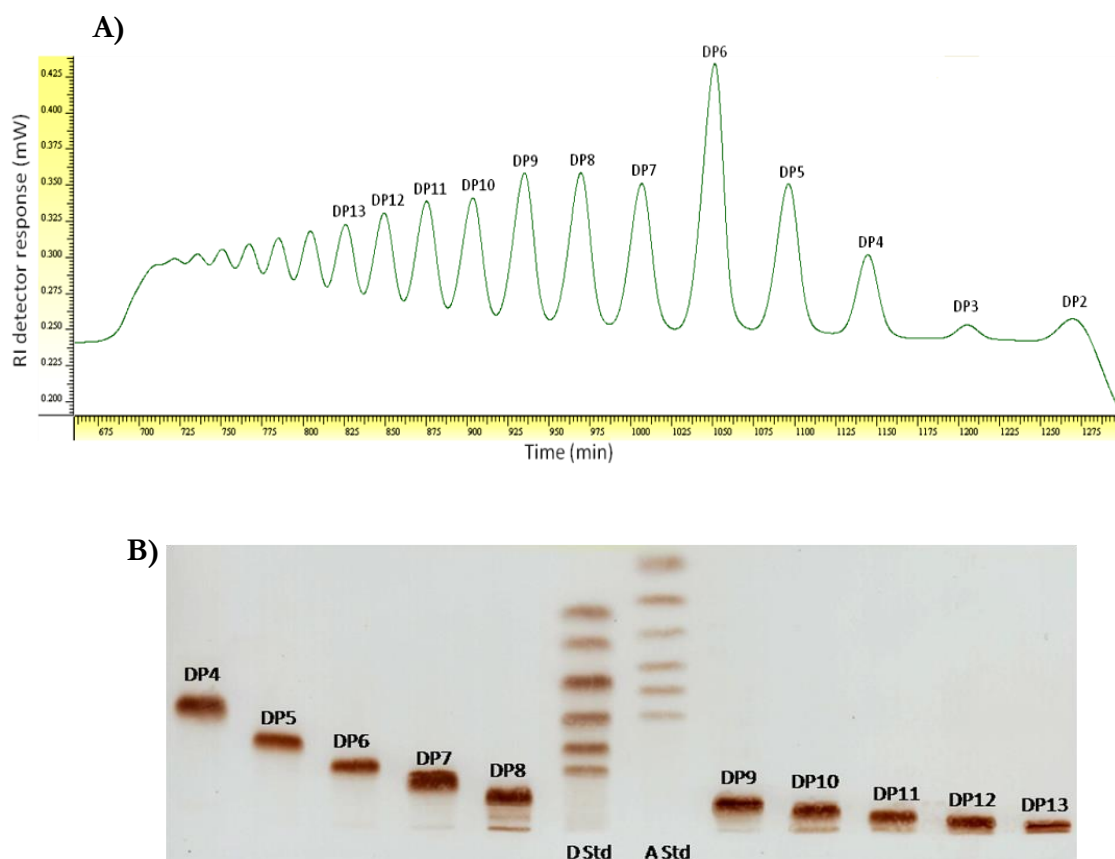 A)
DP6
DP9
DP8
DP7
DP5
DP13
DP12
DP11
DP10
DP4
DP3
DP2
RI detector response (mW)
0.425
0.400
0.375
0.350
0.325
0.300
0.275
0.250
0.225
0.200
675 700 725 750 775 800 825 850 875 900 925 950 975 1000 1025 1050 1075 1100 1125 1150 1175 1200 1225 1250 1275
Time (min)
B)
DP4
DP5
DP6
DP7
DP8
DP9
DP10
DP11
DP12
DP13
D Std
A Std